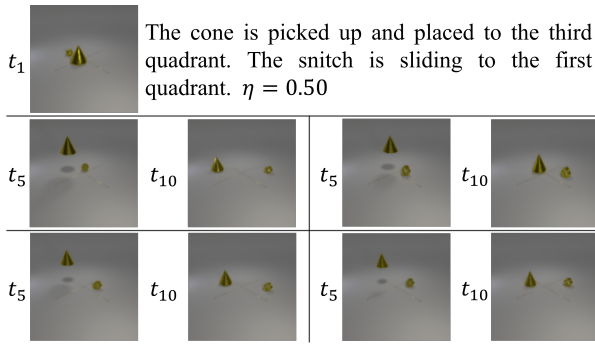 t₁
The cone is picked up and placed to the third
quadrant. The snitch is sliding to the first
quadrant. η = 0.50
t₅ t₁₀ t₅ t₁₀
t₅ t₁₀ t₅ t₁₀